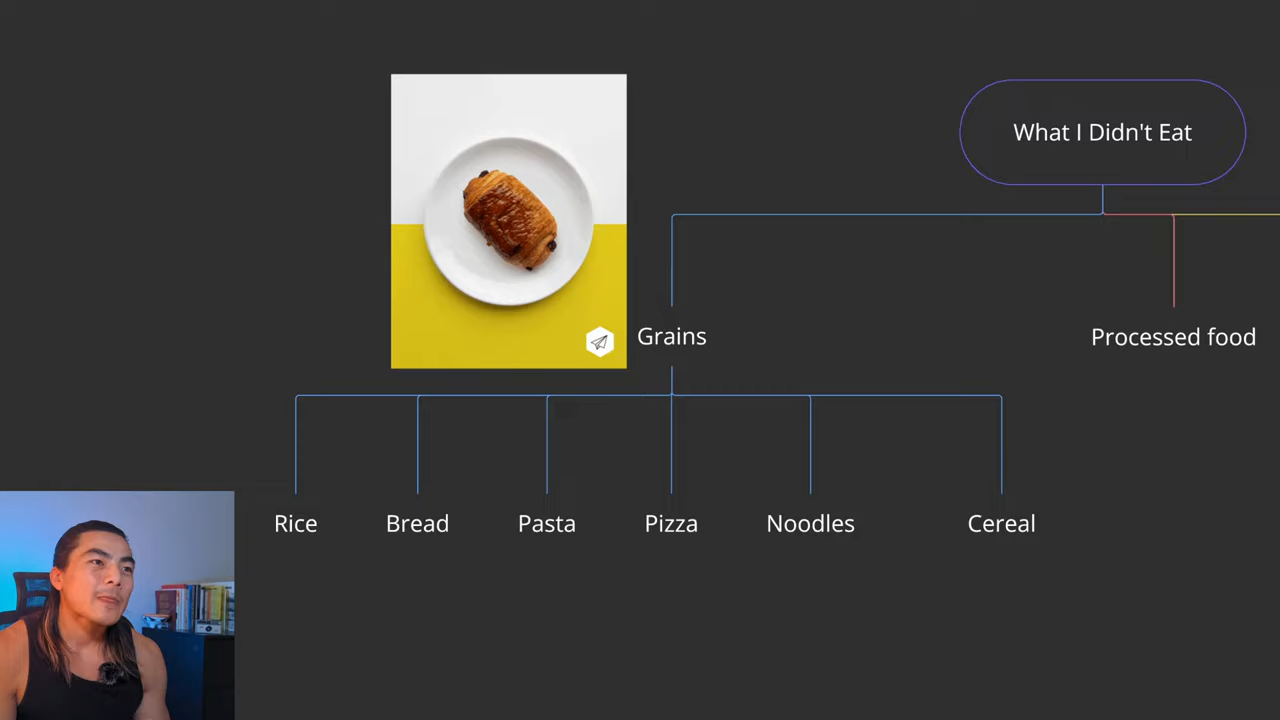 What I Didn't Eat
Grains
Processed food
Rice
Bread
Pasta
Pizza
Noodles
Cereal